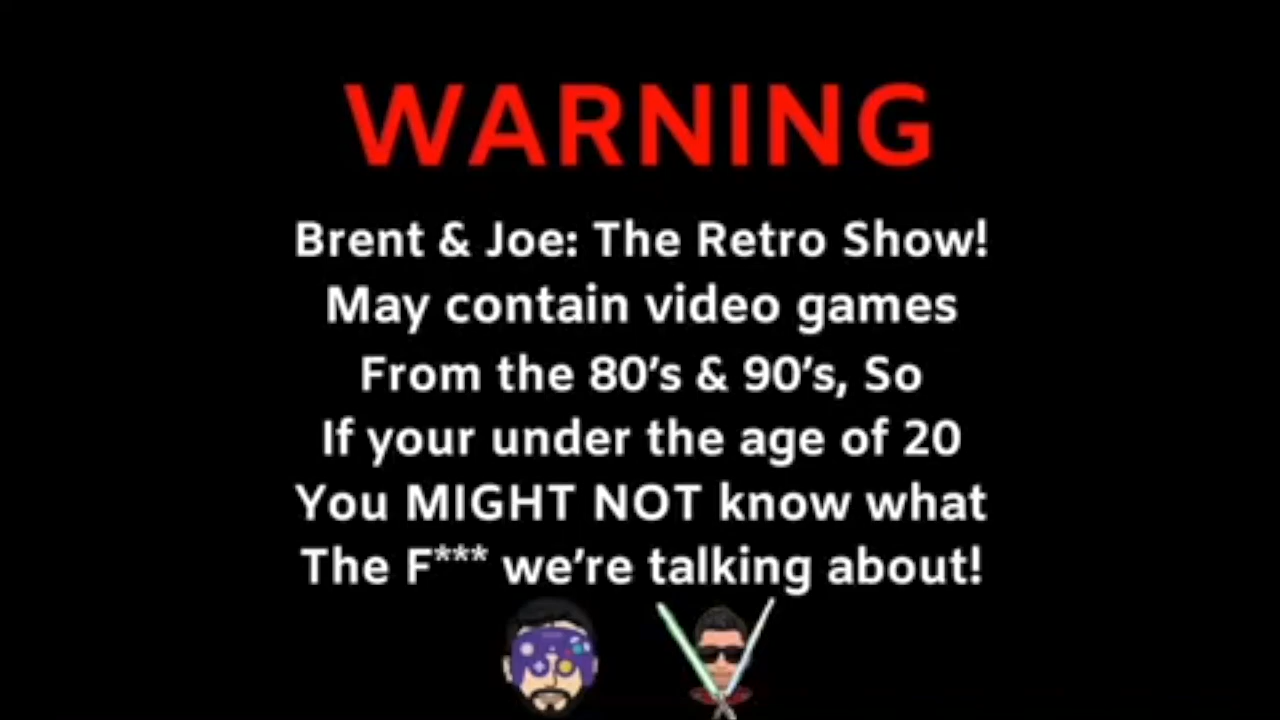 WARNING
Brent & Joe: The Retro Show!
May contain video games
From the 80’s & 90’s, So
If your under the age of 20
You MIGHT NOT know what
The F*** we’re talking about!